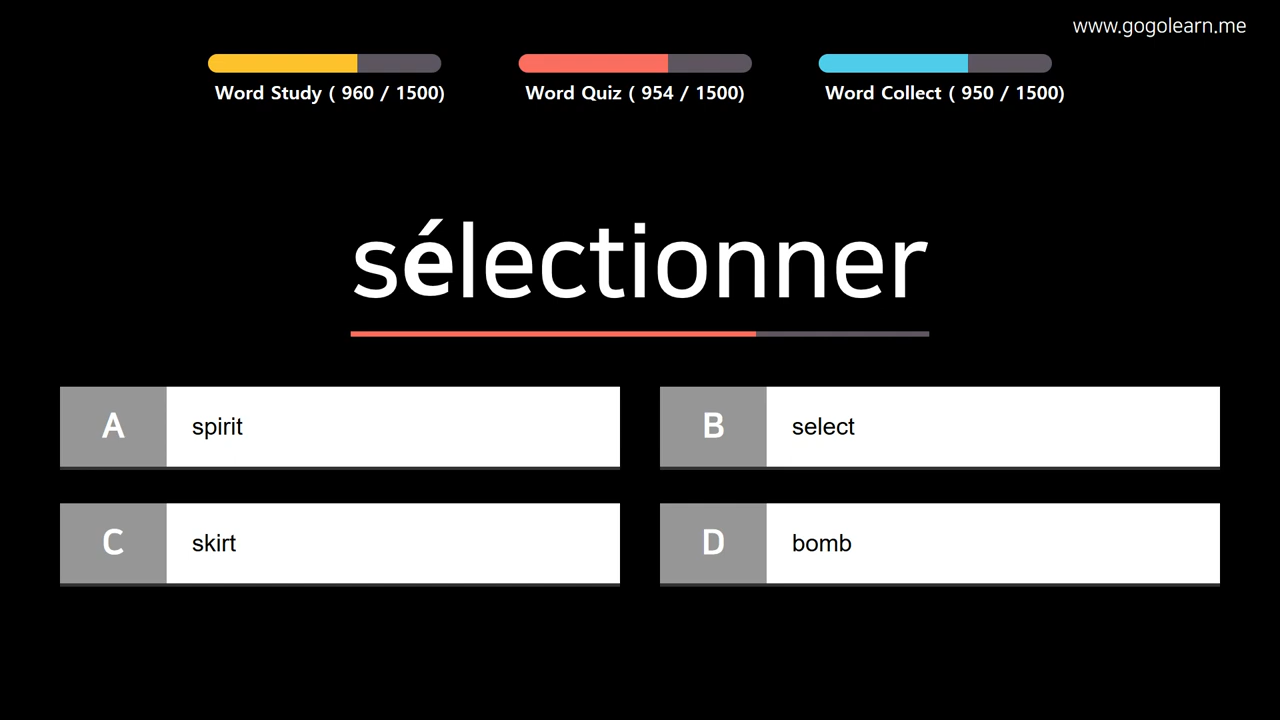 www.gogolearn.me
Word Study ( 960 / 1500)
Word Quiz ( 954 / 1500)
Word Collect ( 950 / 1500)
sélectionner
A spirit
B select
C skirt
D bomb